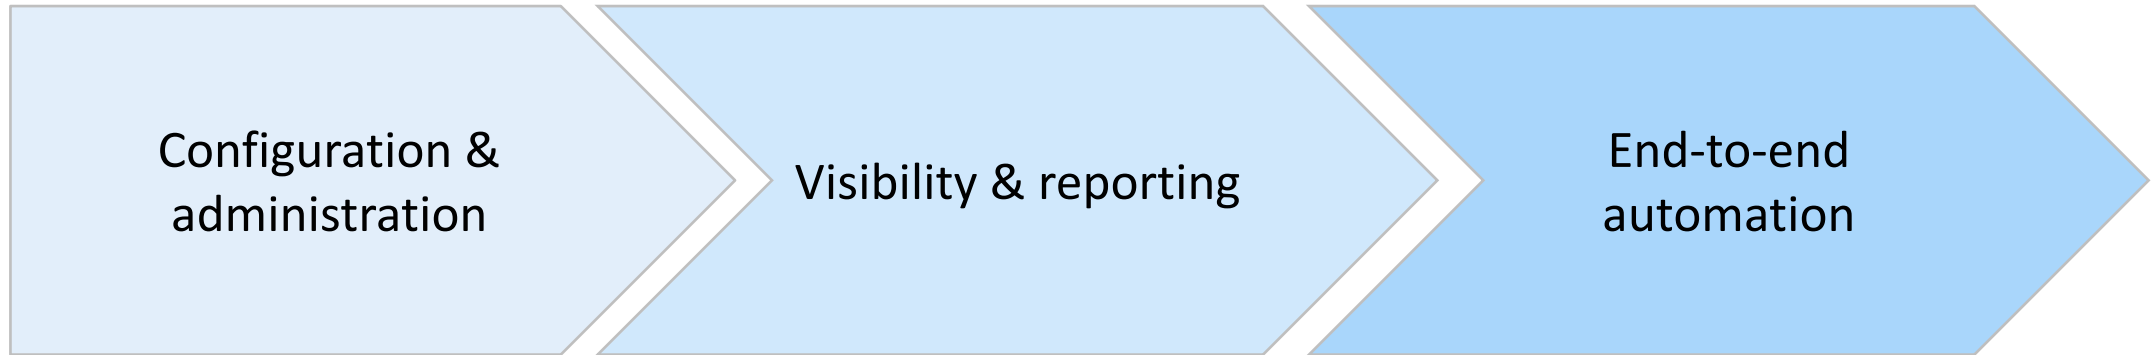 Configuration &
administration
Visibility & reporting
End-to-end
automation